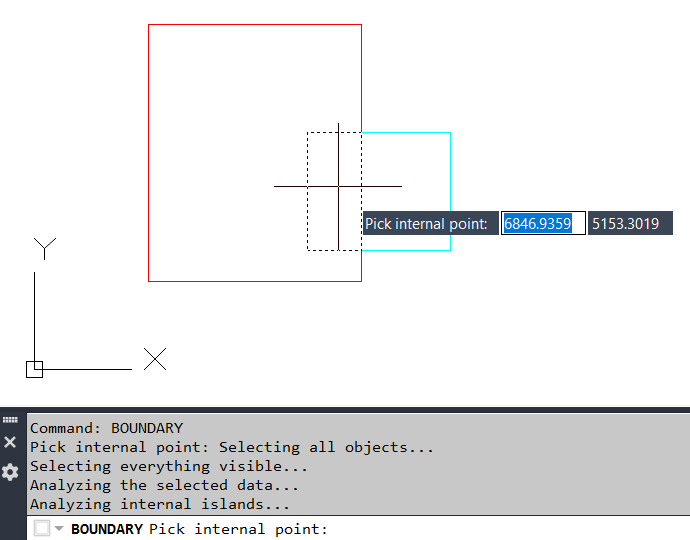 Pick internal point: 6846.9359 5153.3019
Y
X
Command: BOUNDARY
Pick internal point: Selecting all objects...
Selecting everything visible...
Analyzing the selected data...
Analyzing internal islands...
BOUNDARY Pick internal point: